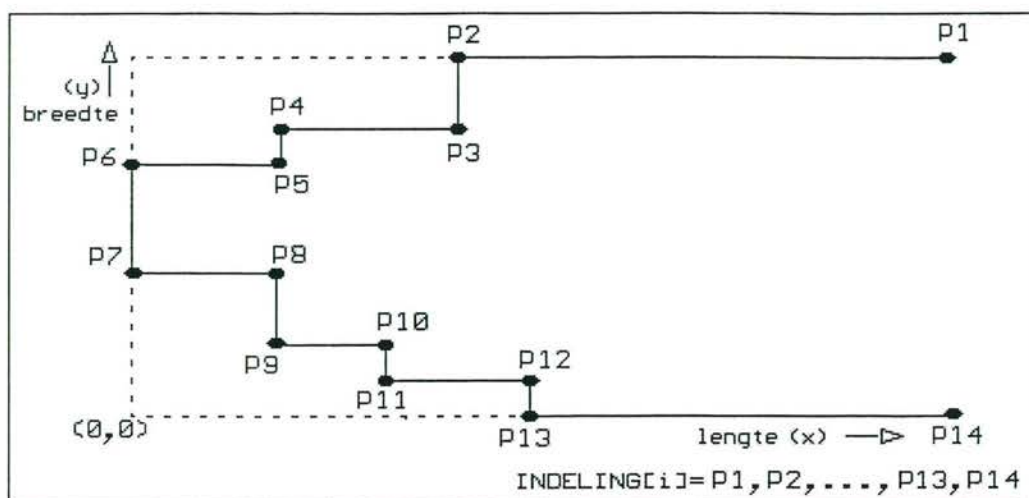 P2
P1
(y)
breedte
P4
P6
P3
P5
P7
P8
P10
P9
P12
P11
(0,0)
P13
lengte (x)
P14
INDELING[i]=P1,P2,...,P13,P14